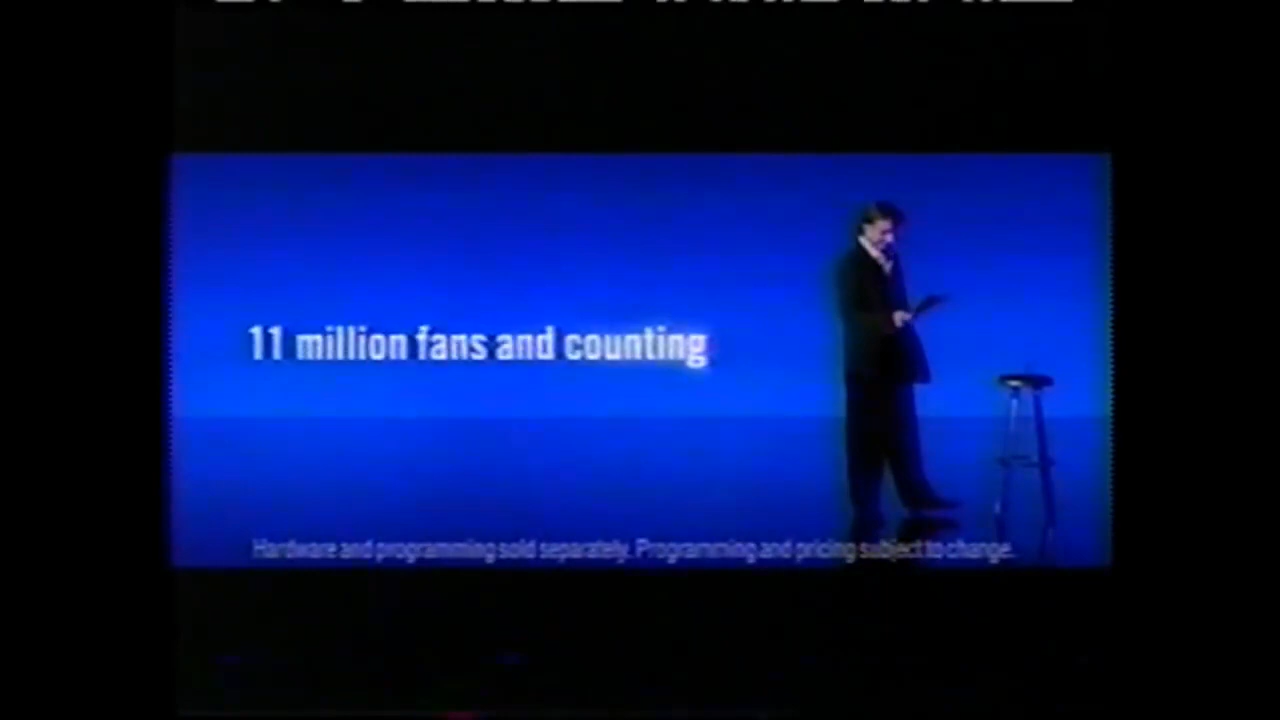 11 million fans and counting
Hardware and programming sold separately. Programming and pricing subject to change.